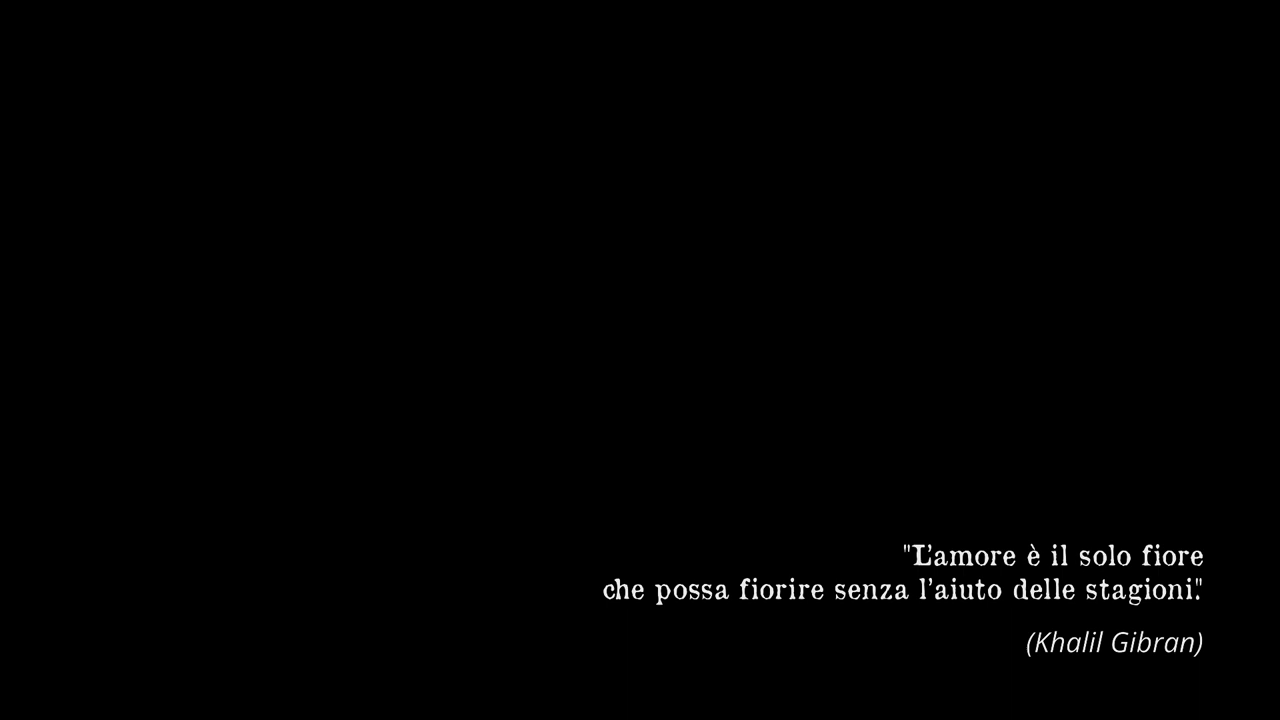 "L'amore è il solo fiore
che possa fiorire senza l'aiuto delle stagioni."
(Khalil Gibran)